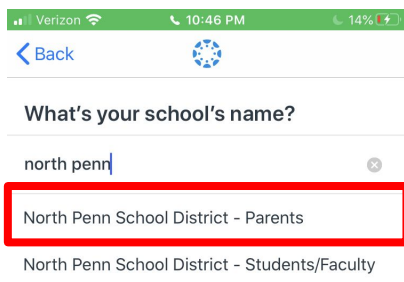 Verizon 10:46 PM 14%
Back
What's your school's name?
north penn
North Penn School District - Parents
North Penn School District - Students/Faculty